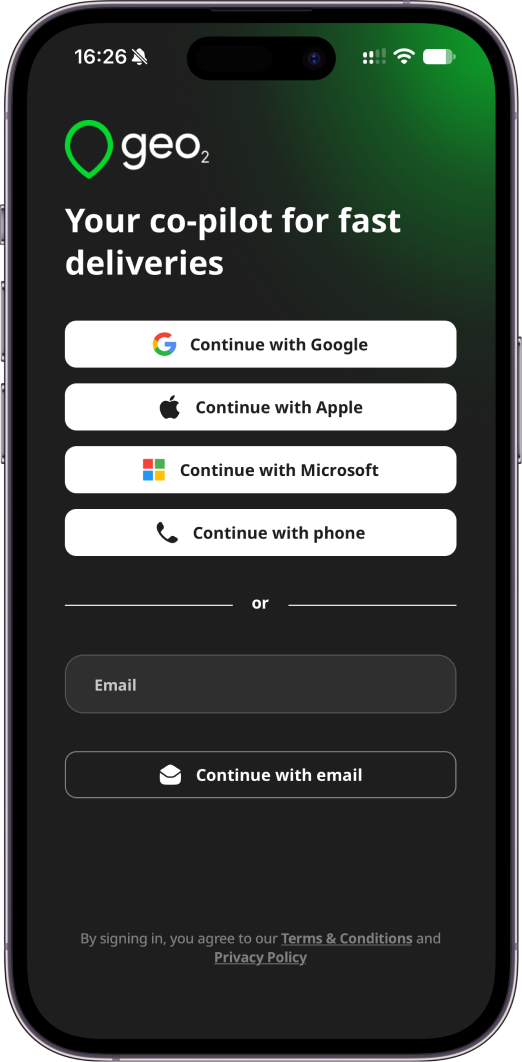 16:26
geo2
Your co-pilot for fast
deliveries
Continue with Google
Continue with Apple
Continue with Microsoft
Continue with phone
or
Email
Continue with email
By signing in, you agree to our Terms & Conditions and
Privacy Policy